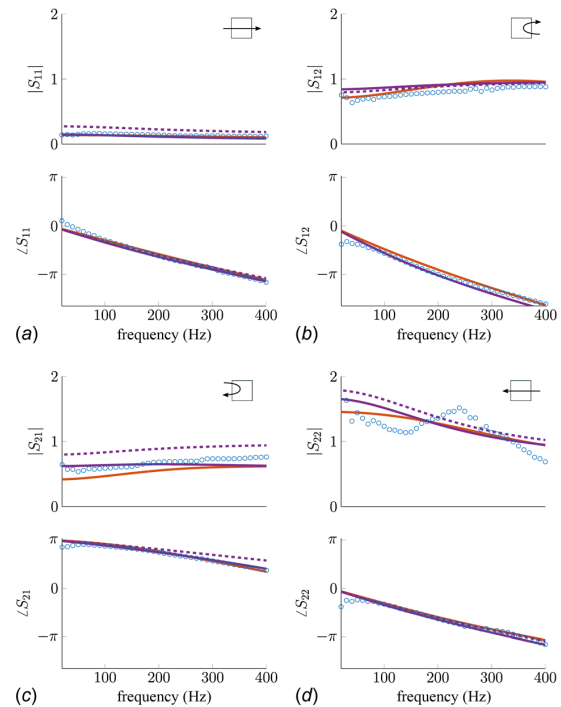 2
|S11|
1
0
π
∠S11
0
−π
100 200 300 400
(a) frequency (Hz)
2
|S12|
1
0
π
∠S12
0
−π
100 200 300 400
(b) frequency (Hz)
2
|S21|
1
0
π
∠S21
0
−π
100 200 300 400
(c) frequency (Hz)
2
|S22|
1
0
π
∠S22
0
−π
100 200 300 400
(d) frequency (Hz)